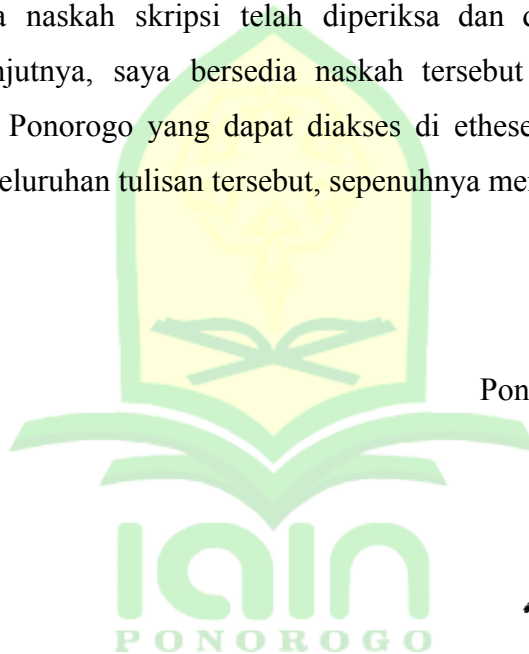 naskah skripsi telah diperiksa dan
njutnya, saya bersedia naskah tersebut
Ponorogo yang dapat diakses di ethese
eluruhan tulisan tersebut, sepenuhnya me
Pon
IAIN
PONOROGO